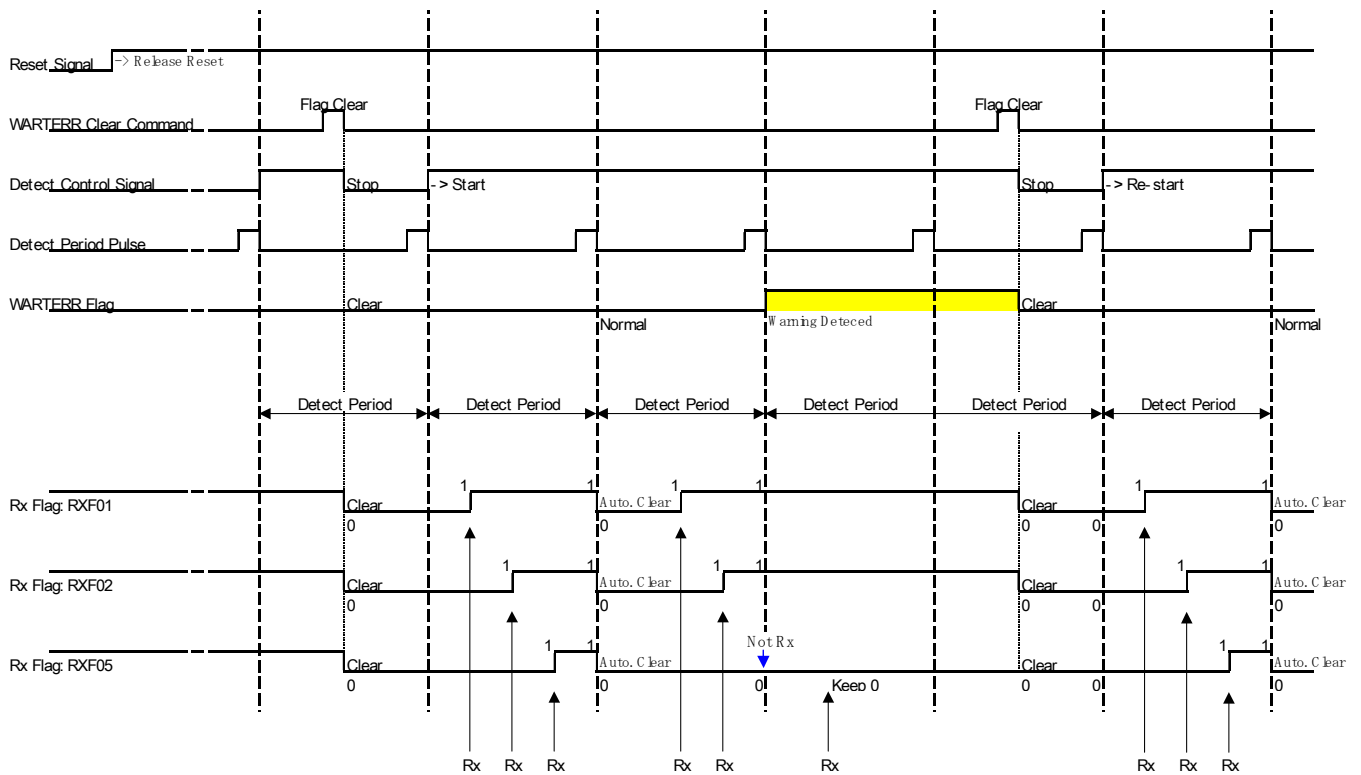 Reset Signal
-> Release Reset
Flag Clear
Flag Clear
WARTERR Clear Command
Detect Control Signal
Stop
-> Start
Stop
-> Re-start
Detect Period Pulse
WARTERR Flag
Clear
Normal
Warning Deteced
Clear
Normal
Detect Period
Detect Period
Detect Period
Detect Period
Detect Period
Detect Period
Rx Flag: RXF01
Clear
0
1
1
Auto. Clear
0
1
1
Clear
0
0
1
1
Auto. Clear
0
Rx Flag: RXF02
Clear
0
1
1
Auto. Clear
0
1
1
Clear
0
0
1
1
Auto. Clear
0
Rx Flag: RXF05
Clear
0
1
1
Auto. Clear
0
Not Rx
0
Keep 0
Clear
0
0
1
1
Auto. Clear
0
Rx
Rx
Rx
Rx
Rx
Rx
Rx
Rx
Rx